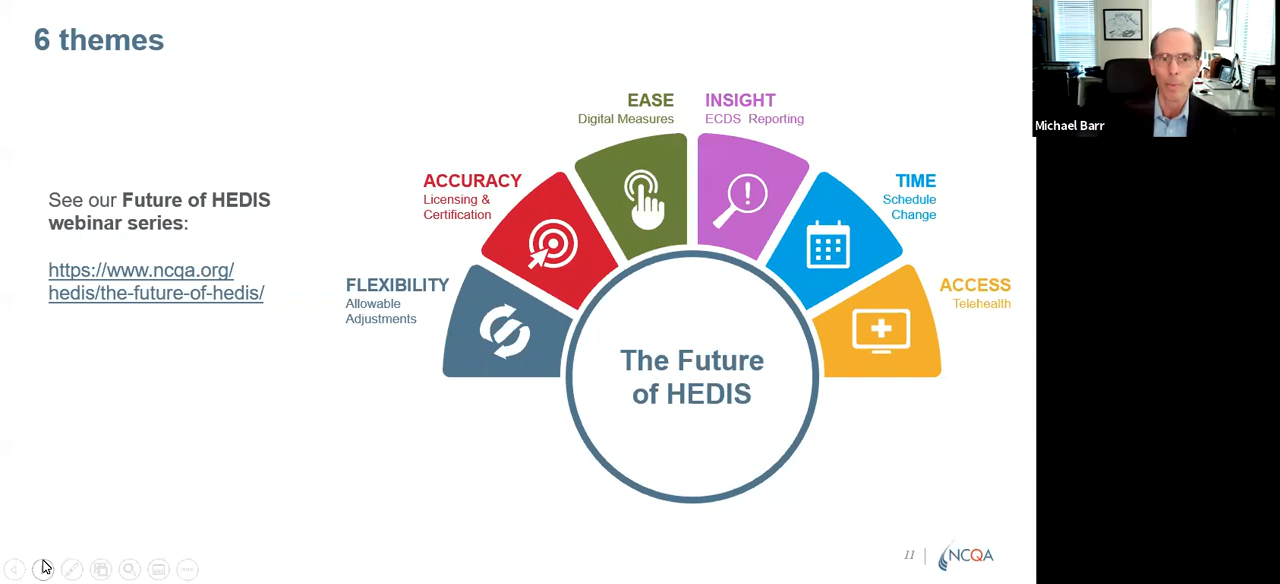 6 themes
See our Future of HEDIS
webinar series:
https://www.ncqa.org/
hedis/the-future-of-hedis/
FLEXIBILITY
Allowable
Adjustments
ACCURACY
Licensing &
Certification
EASE
Digital Measures
INSIGHT
ECDS Reporting
TIME
Schedule
Change
ACCESS
Telehealth
The Future
of HEDIS
11
NCQA
Michael Barr